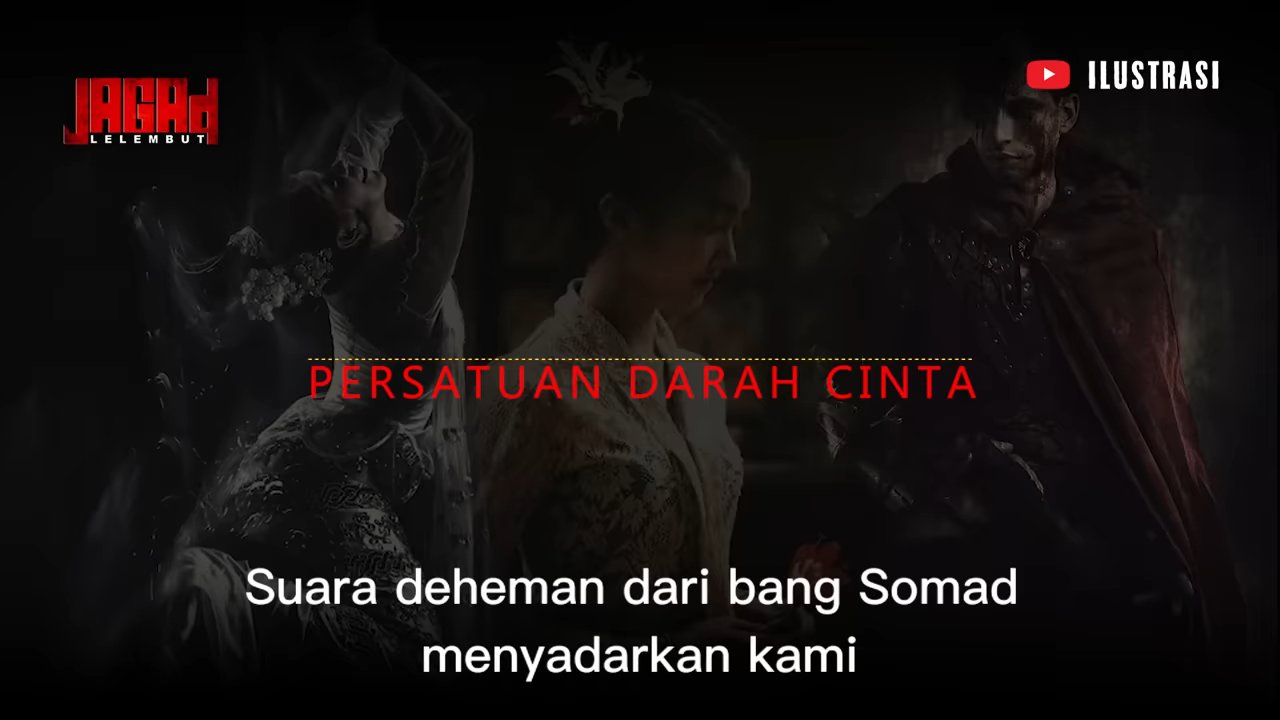 JAGAd
LELEMBUT
ILUSTRASI
PERSATUAN DARAH CINTA
Suara deheman dari bang Somad
menyadarkan kami